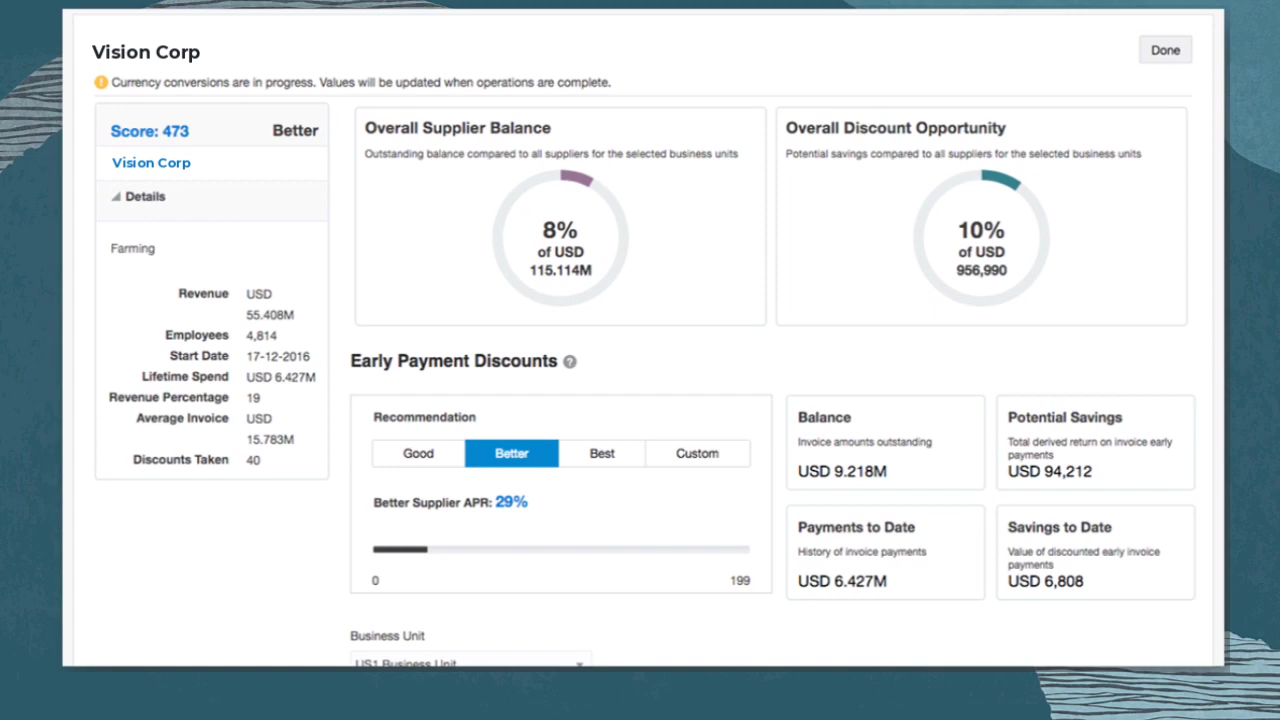 Vision Corp
Done
Currency conversions are in progress. Values will be updated when operations are complete.
Score: 473 Better
Vision Corp
Details
Farming
Revenue USD
55.408M
Employees 4,814
Start Date 17-12-2016
Lifetime Spend USD 6.427M
Revenue Percentage 19
Average Invoice USD
15.783M
Discounts Taken 40
Overall Supplier Balance
Outstanding balance compared to all suppliers for the selected business units
8%
of USD
115.114M
Overall Discount Opportunity
Potential savings compared to all suppliers for the selected business units
10%
of USD
956,990
Early Payment Discounts
Recommendation
Good Better Best Custom
Better Supplier APR: 29%
0 199
Balance
Invoice amounts outstanding
USD 9.218M
Potential Savings
Total derived return on invoice early
payments
USD 94,212
Payments to Date
History of invoice payments
USD 6.427M
Savings to Date
Value of discounted early invoice
payments
USD 6,808
Business Unit
US1 Business Unit